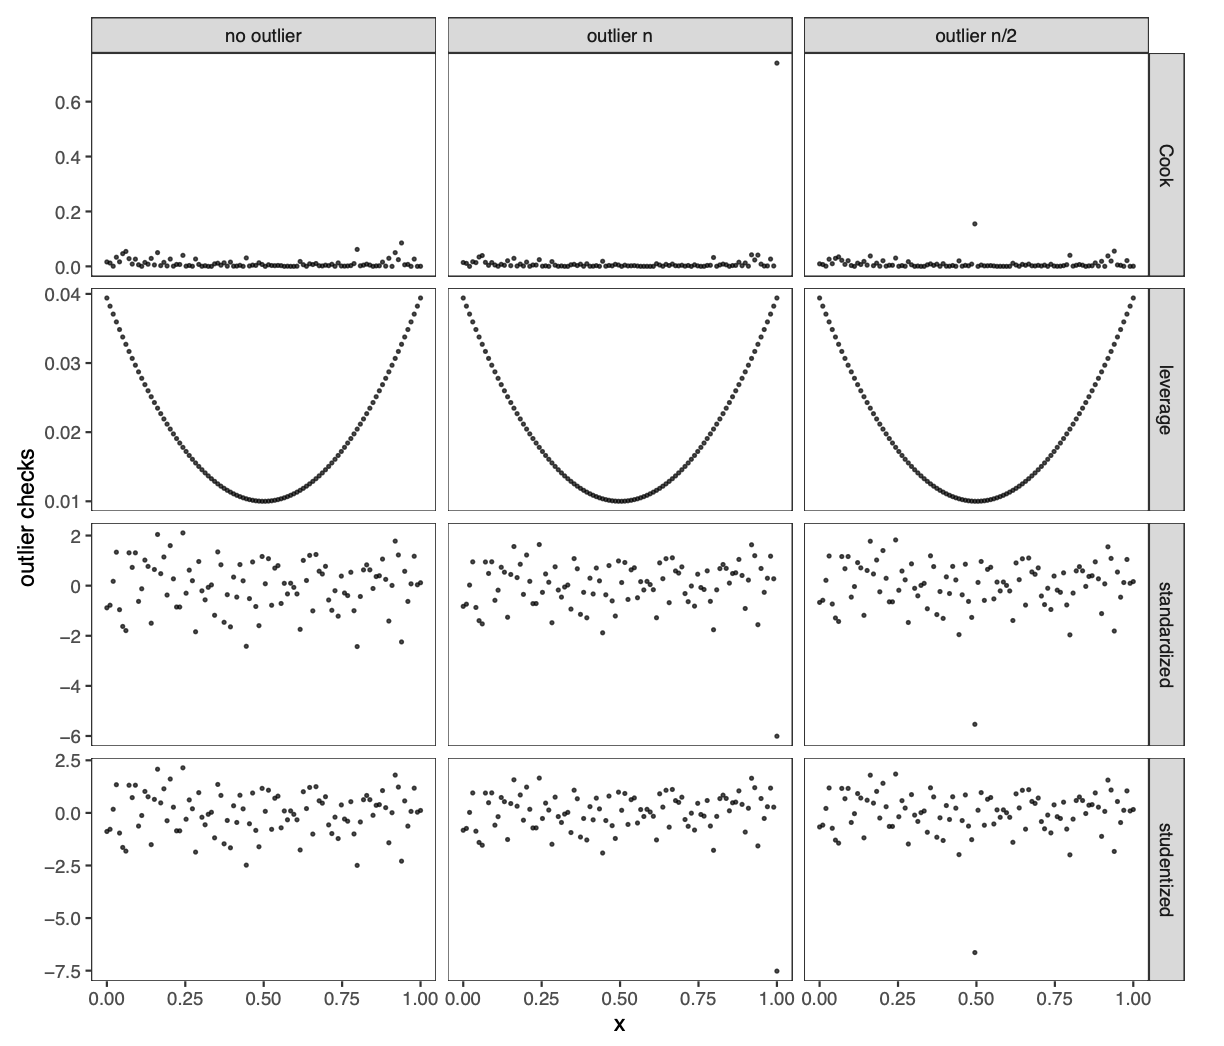 no outlier
outlier n
outlier n/2
0.6
0.4
0.2
0.0
Cook
0.04
0.03
0.02
0.01
leverage
outlier checks
2
0
−2
−4
−6
standardized
2.5
0.0
−2.5
−5.0
−7.5
studentized
0.00 0.25 0.50 0.75 1.00 0.00 0.25 0.50 0.75 1.00 0.00 0.25 0.50 0.75 1.00
x